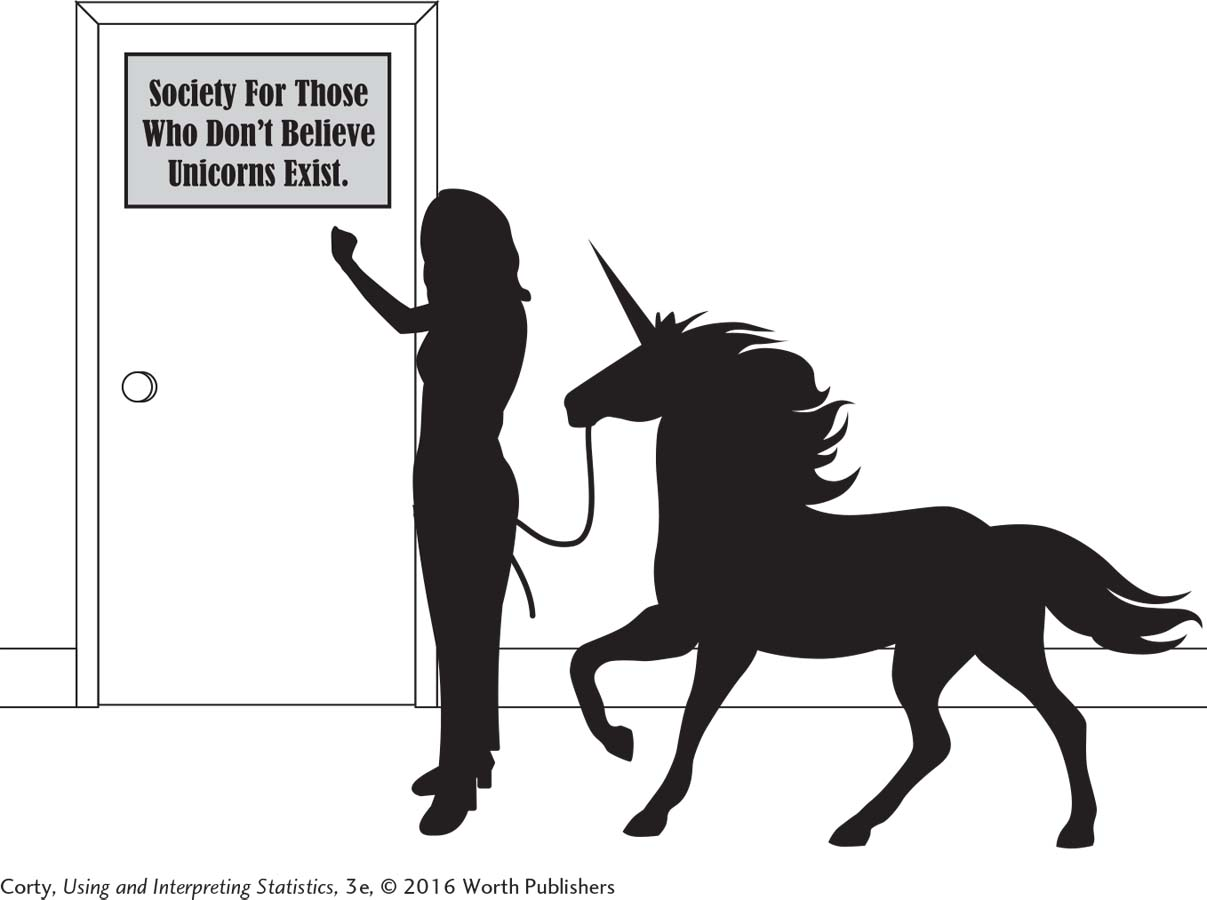 Society For Those
Who Don't Believe
Unicorns Exist.
Corty, Using and Interpreting Statistics, 3e, © 2016 Worth Publishers